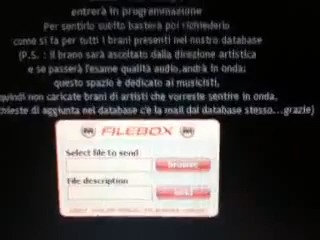 entrerà in programmazione
Per sentirlo subito basterà poi richiederlo
come si fa per tutti i brani presenti nel nostro database
(P.S. : il brano sarà ascoltato dalla direzione artistica
e se passerà l'esame qualità audio,andrà in onda;
questo spazio è dedicato ai musicisti,
quindi non caricate brani di artisti che vorreste sentire in onda,
hieste di aggiunta nel database c'è la mail dal database stesso...grazie)
FILEBOX
Select file to send
browse
File description
send